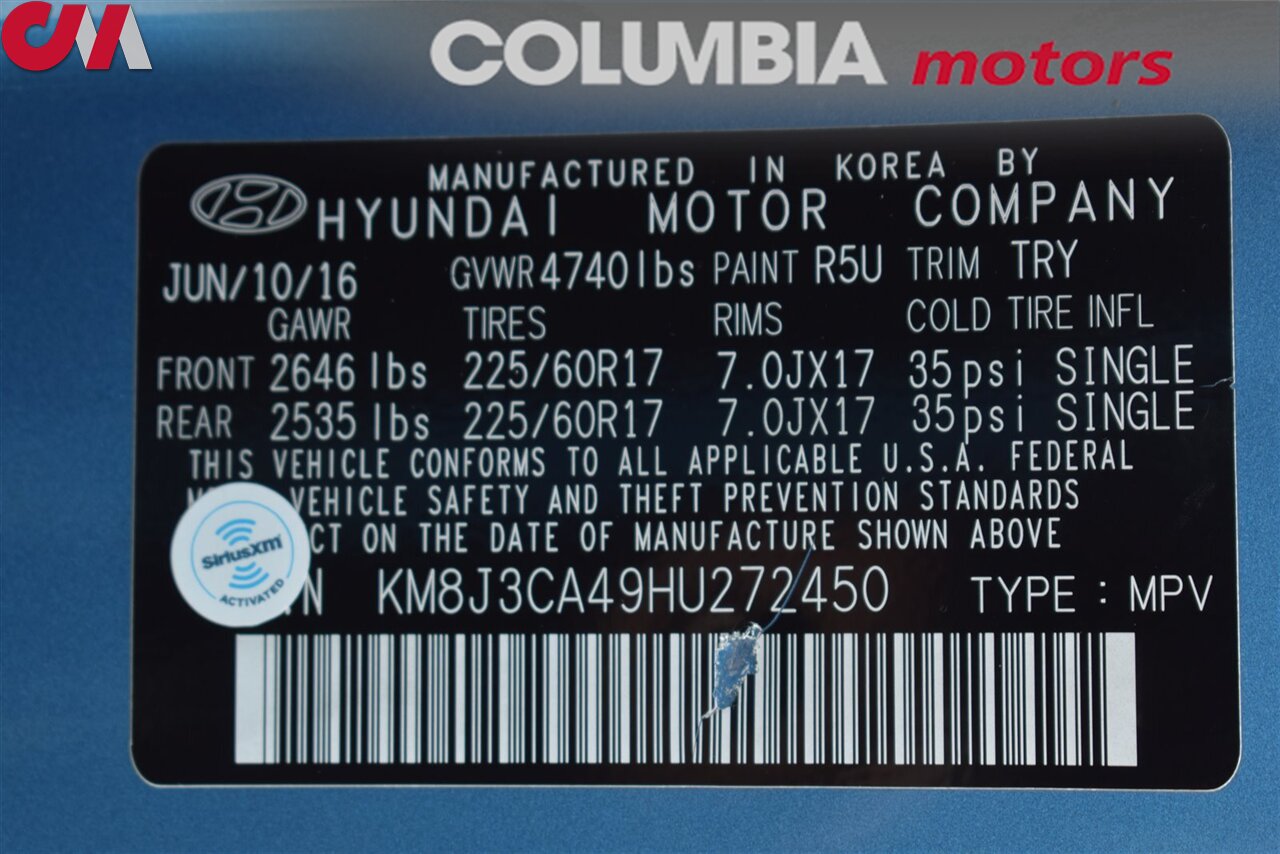 CM COLUMBIA motors
MANUFACTURED IN KOREA BY
HYUNDAI MOTOR COMPANY
JUN/10/16 GVWR 4740lbs PAINT R5U TRIM TRY
GAWR TIRES RIMS COLD TIRE INFL
FRONT 2646 lbs 225/60R17 7.0JX17 35psi SINGLE
REAR 2535 lbs 225/60R17 7.0JX17 35psi SINGLE
THIS VEHICLE CONFORMS TO ALL APPLICABLE U.S.A. FEDERAL
VEHICLE SAFETY AND THEFT PREVENTION STANDARDS
CT ON THE DATE OF MANUFACTURE SHOWN ABOVE
KM8J3CA49HU272450 TYPE : MPV
SiriusXM
ACTIVATED